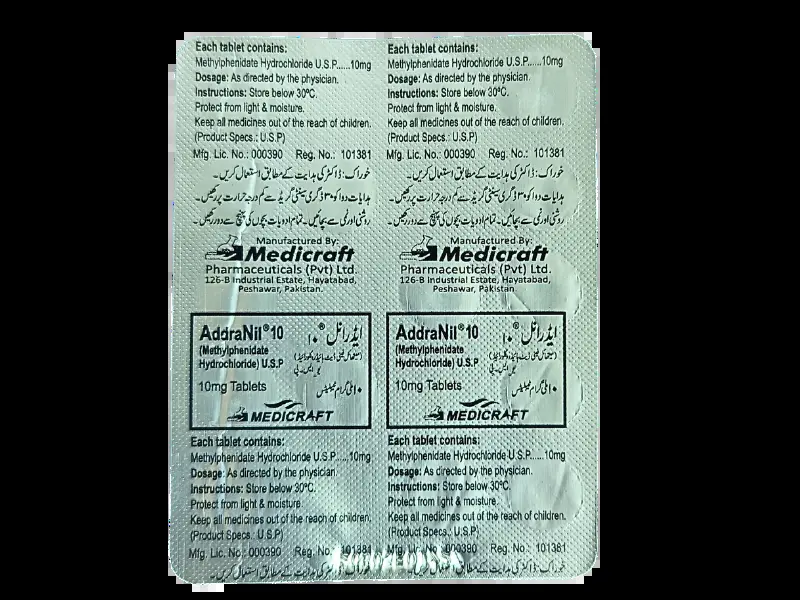 Each tablet contains:
Methylphenidate Hydrochloride U.S.P.....10mg
Dosage: As directed by the physician.
Instructions: Store below 30°C.
Protect from light & moisture.
Keep all medicines out of the reach of children.
(Product Specs.: U.S.P)
Mfg. Lic. No.: 000390 Reg. No.: 101381
خوراک: ڈاکٹر کی ہدایت کے مطابق استعمال کریں۔
ہدایات دوا کو ۳۰ ڈگری سینٹی گریڈ سے کم درجہ حرارت پر رکھیں۔
روشنی اور نمی سے بچائیں۔ تمام ادویات بچوں کی پہنچ سے دور رکھیں۔
Manufactured By:
Medicraft
Pharmaceuticals (Pvt) Ltd.
126-B Industrial Estate, Hayatabad,
Peshawar, Pakistan.
AddraNil® 10
ایڈرانل® ۱۰
(Methylphenidate
Hydrochloride) U.S.P
یو ایس۔ پی
10mg Tablets
۱۰ ملی گرام ٹیبلیٹس
MEDICRAFT
Each tablet contains:
Methylphenidate Hydrochloride U.S.P.....10mg
Dosage: As directed by the physician.
Instructions: Store below 30°C.
Protect from light & moisture.
Keep all medicines out of the reach of children.
(Product Specs.: U.S.P)
Mfg. Lic. No.: 000390 Reg. No.: 101381
Each tablet contains:
Methylphenidate Hydrochloride U.S.P.....10mg
Dosage: As directed by the physician.
Instructions: Store below 30°C.
Protect from light & moisture.
Keep all medicines out of the reach of children.
(Product Specs.: U.S.P)
Mfg. Lic. No.: 000390 Reg. No.: 101381
خوراک: ڈاکٹر کی ہدایت کے مطابق استعمال کریں۔
ہدایات دوا کو ۳۰ ڈگری سینٹی گریڈ سے کم درجہ حرارت پر رکھیں۔
روشنی اور نمی سے بچائیں۔ تمام ادویات بچوں کی پہنچ سے دور رکھیں۔
Manufactured By:
Medicraft
Pharmaceuticals (Pvt) Ltd.
126-B Industrial Estate, Hayatabad,
Peshawar, Pakistan.
AddraNil® 10
ایڈرانل® ۱۰
(Methylphenidate
Hydrochloride) U.S.P
یو ایس۔ پی
10mg Tablets
۱۰ ملی گرام ٹیبلیٹس
MEDICRAFT
Each tablet contains:
Methylphenidate Hydrochloride U.S.P.....10mg
Dosage: As directed by the physician.
Instructions: Store below 30°C.
Protect from light & moisture.
Keep all medicines out of the reach of children.
(Product Specs.: U.S.P)
Mfg. Lic. No.: 000390 Reg. No.: 101381
خوراک: ڈاکٹر کی ہدایت کے مطابق استعمال کریں۔